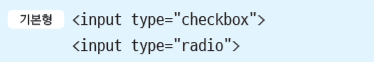 기본형 <input type="checkbox">
<input type="radio">